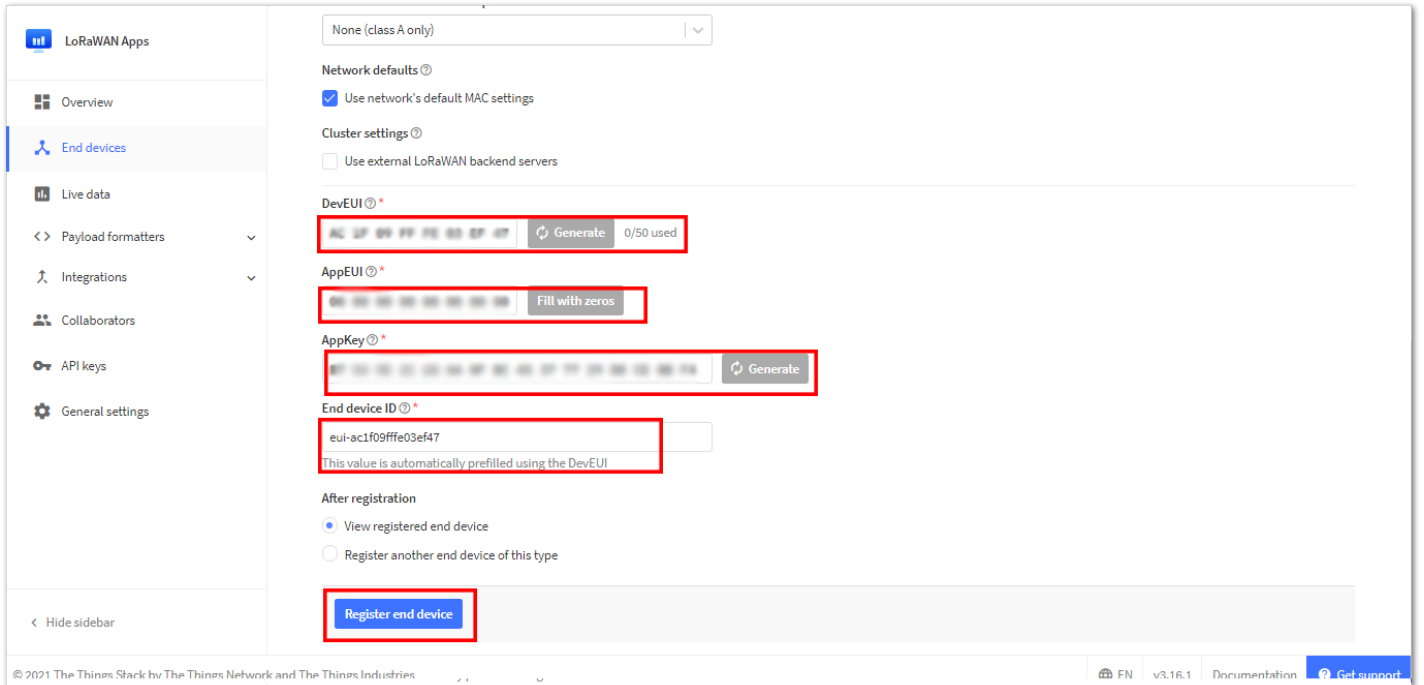 None (class A only)
LoRaWAN Apps
Network defaults
Use network's default MAC settings
Overview
Cluster settings
End devices
Use external LoRaWAN backend servers
Live data
DevEUI *
Generate 0/50 used
Payload formatters
AppEUI *
Integrations
Fill with zeros
Collaborators
AppKey *
API keys
Generate
General settings
End device ID *
eui-ac1f09fffe03ef47
This value is automatically prefilled using the DevEUI
After registration
View registered end device
Register another end device of this type
Register end device
Hide sidebar
© 2021 The Things Stack by The Things Network and The Things Industries
EN v3.16.1 Documentation Get support